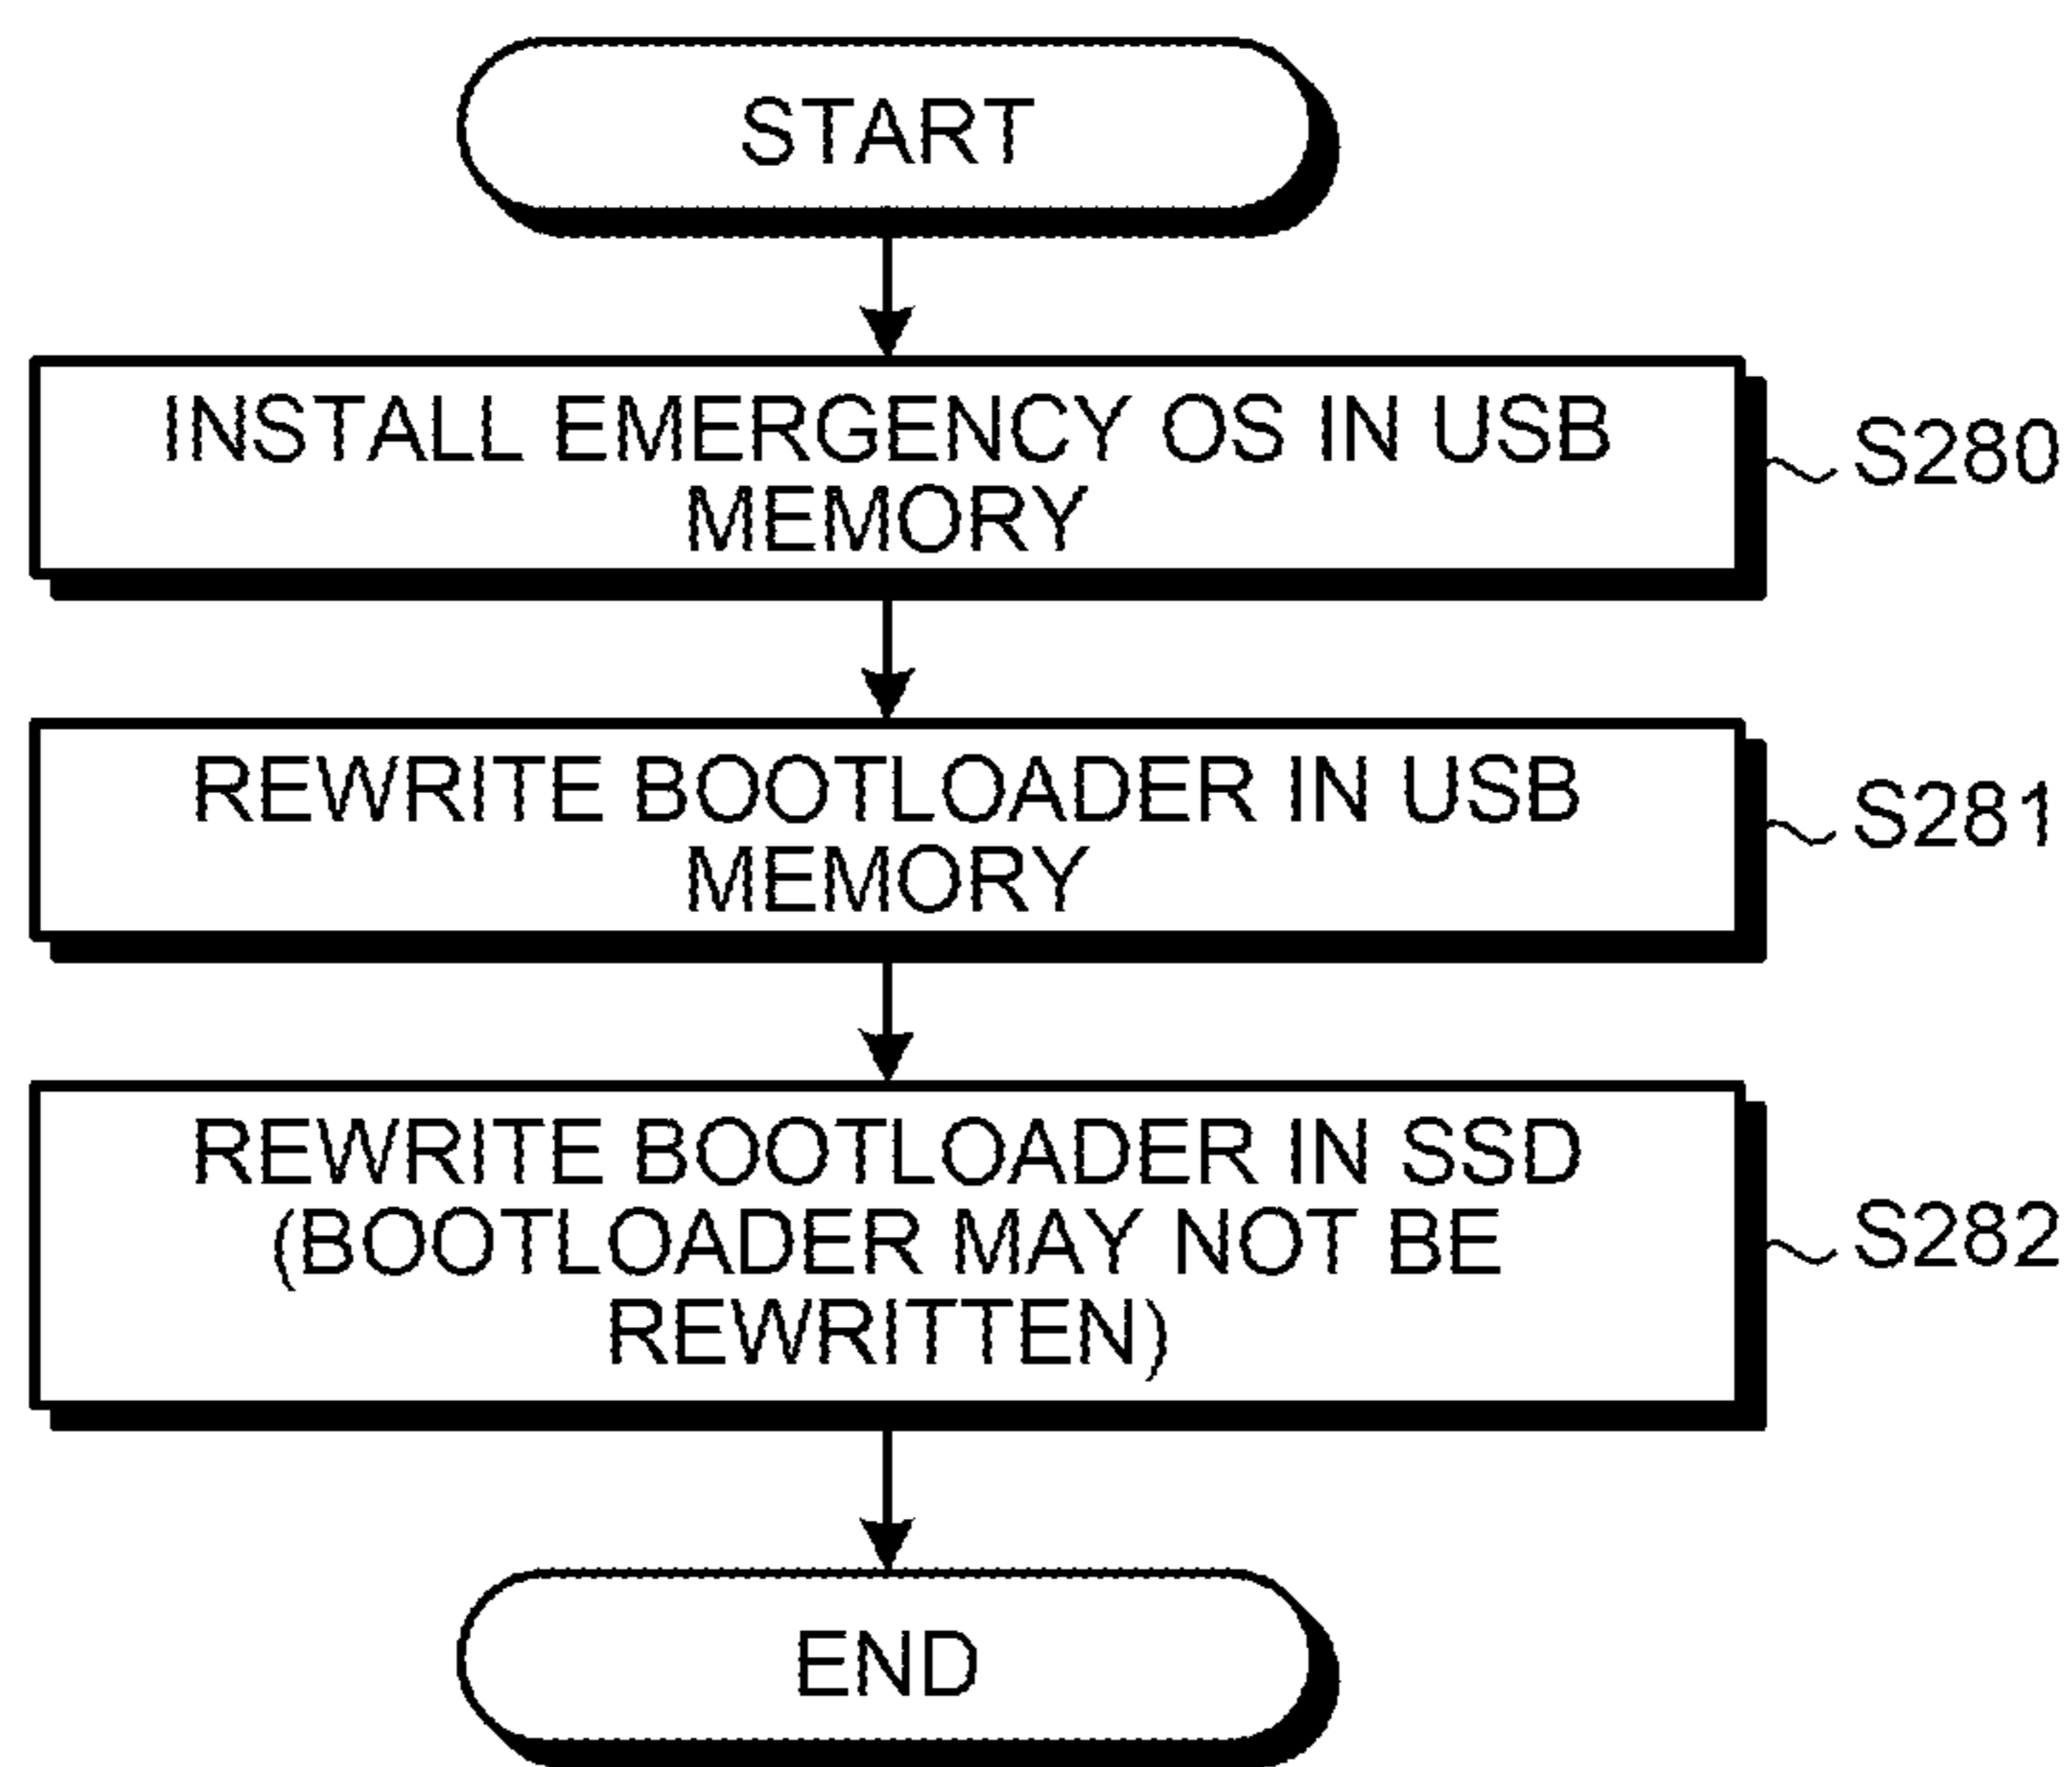 START
INSTALL EMERGENCY OS IN USB
MEMORY
S280
REWRITE BOOTLOADER IN USB
MEMORY
S281
REWRITE BOOTLOADER IN SSD
(BOOTLOADER MAY NOT BE
REWRITTEN)
S282
END